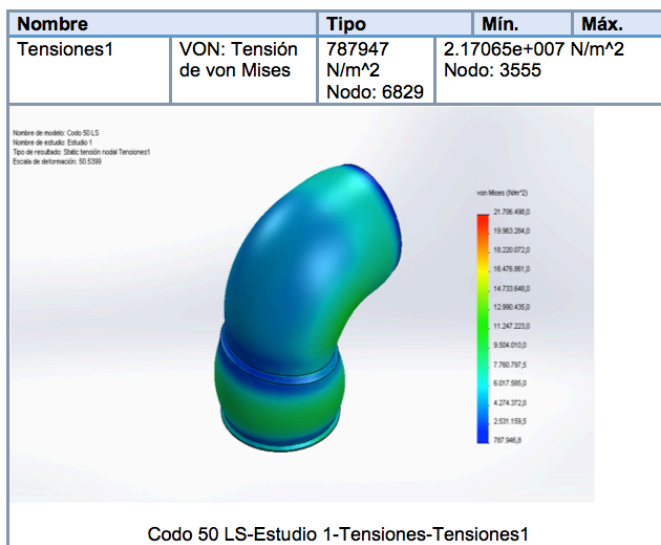 Nombre Tipo Mín. Máx.
Tensiones1 VON: Tensión de von Mises 787947 N/m^2 Nodo: 6829 2.17065e+007 N/m^2 Nodo: 3555
Nombre de modelo: Codo 50 LS
Nombre de estudio: Estudio 1
Tipo de resultado: Static tensión nodal Tensiones1
Escala de deformación: 50.5399
von Mises (N/m^2)
21.706.498,0
19.963.284,0
18.220.072,0
16.476.861,0
14.733.648,0
12.990.435,0
11.247.223,0
9.504.010,0
7.760.797,5
6.017.585,0
4.274.372,0
2.531.159,5
787.946,8
Codo 50 LS-Estudio 1-Tensiones-Tensiones1